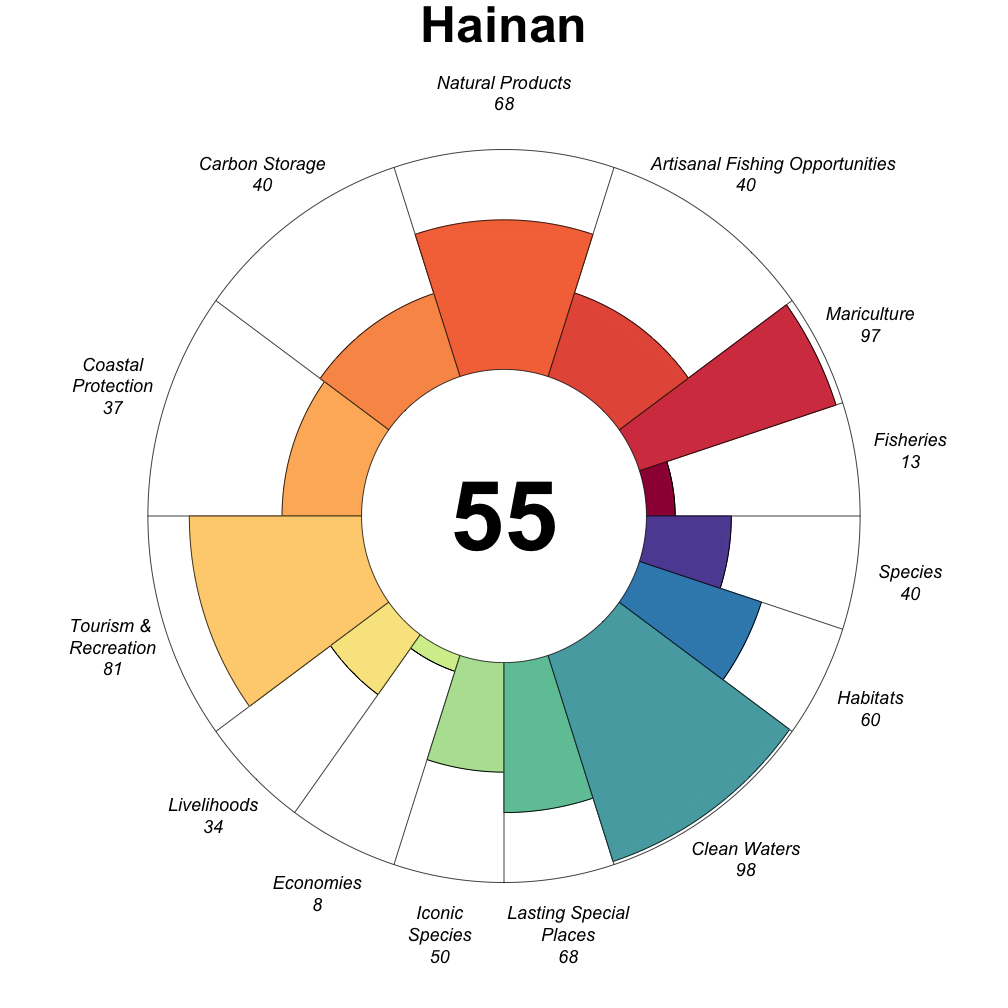 Hainan
Natural Products
68
Carbon Storage
40
Artisanal Fishing Opportunities
40
Mariculture
97
Coastal
Protection
37
Fisheries
13
55
Species
40
Tourism &
Recreation
81
Habitats
60
Livelihoods
34
Clean Waters
98
Economies
8
Iconic
Species
50
Lasting Special
Places
68